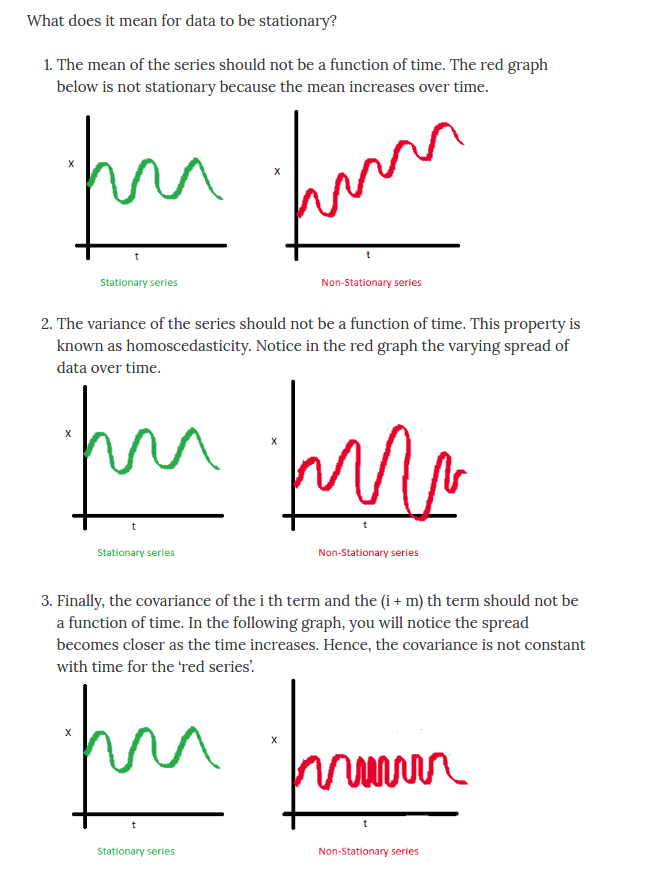 What does it mean for data to be stationary?
1. The mean of the series should not be a function of time. The red graph
below is not stationary because the mean increases over time.
x
x
t
t
Stationary series
Non-Stationary series
2. The variance of the series should not be a function of time. This property is
known as homoscedasticity. Notice in the red graph the varying spread of
data over time.
x
x
t
t
Stationary series
Non-Stationary series
3. Finally, the covariance of the i th term and the (i + m) th term should not be
a function of time. In the following graph, you will notice the spread
becomes closer as the time increases. Hence, the covariance is not constant
with time for the ‘red series’.
x
x
t
t
Stationary series
Non-Stationary series